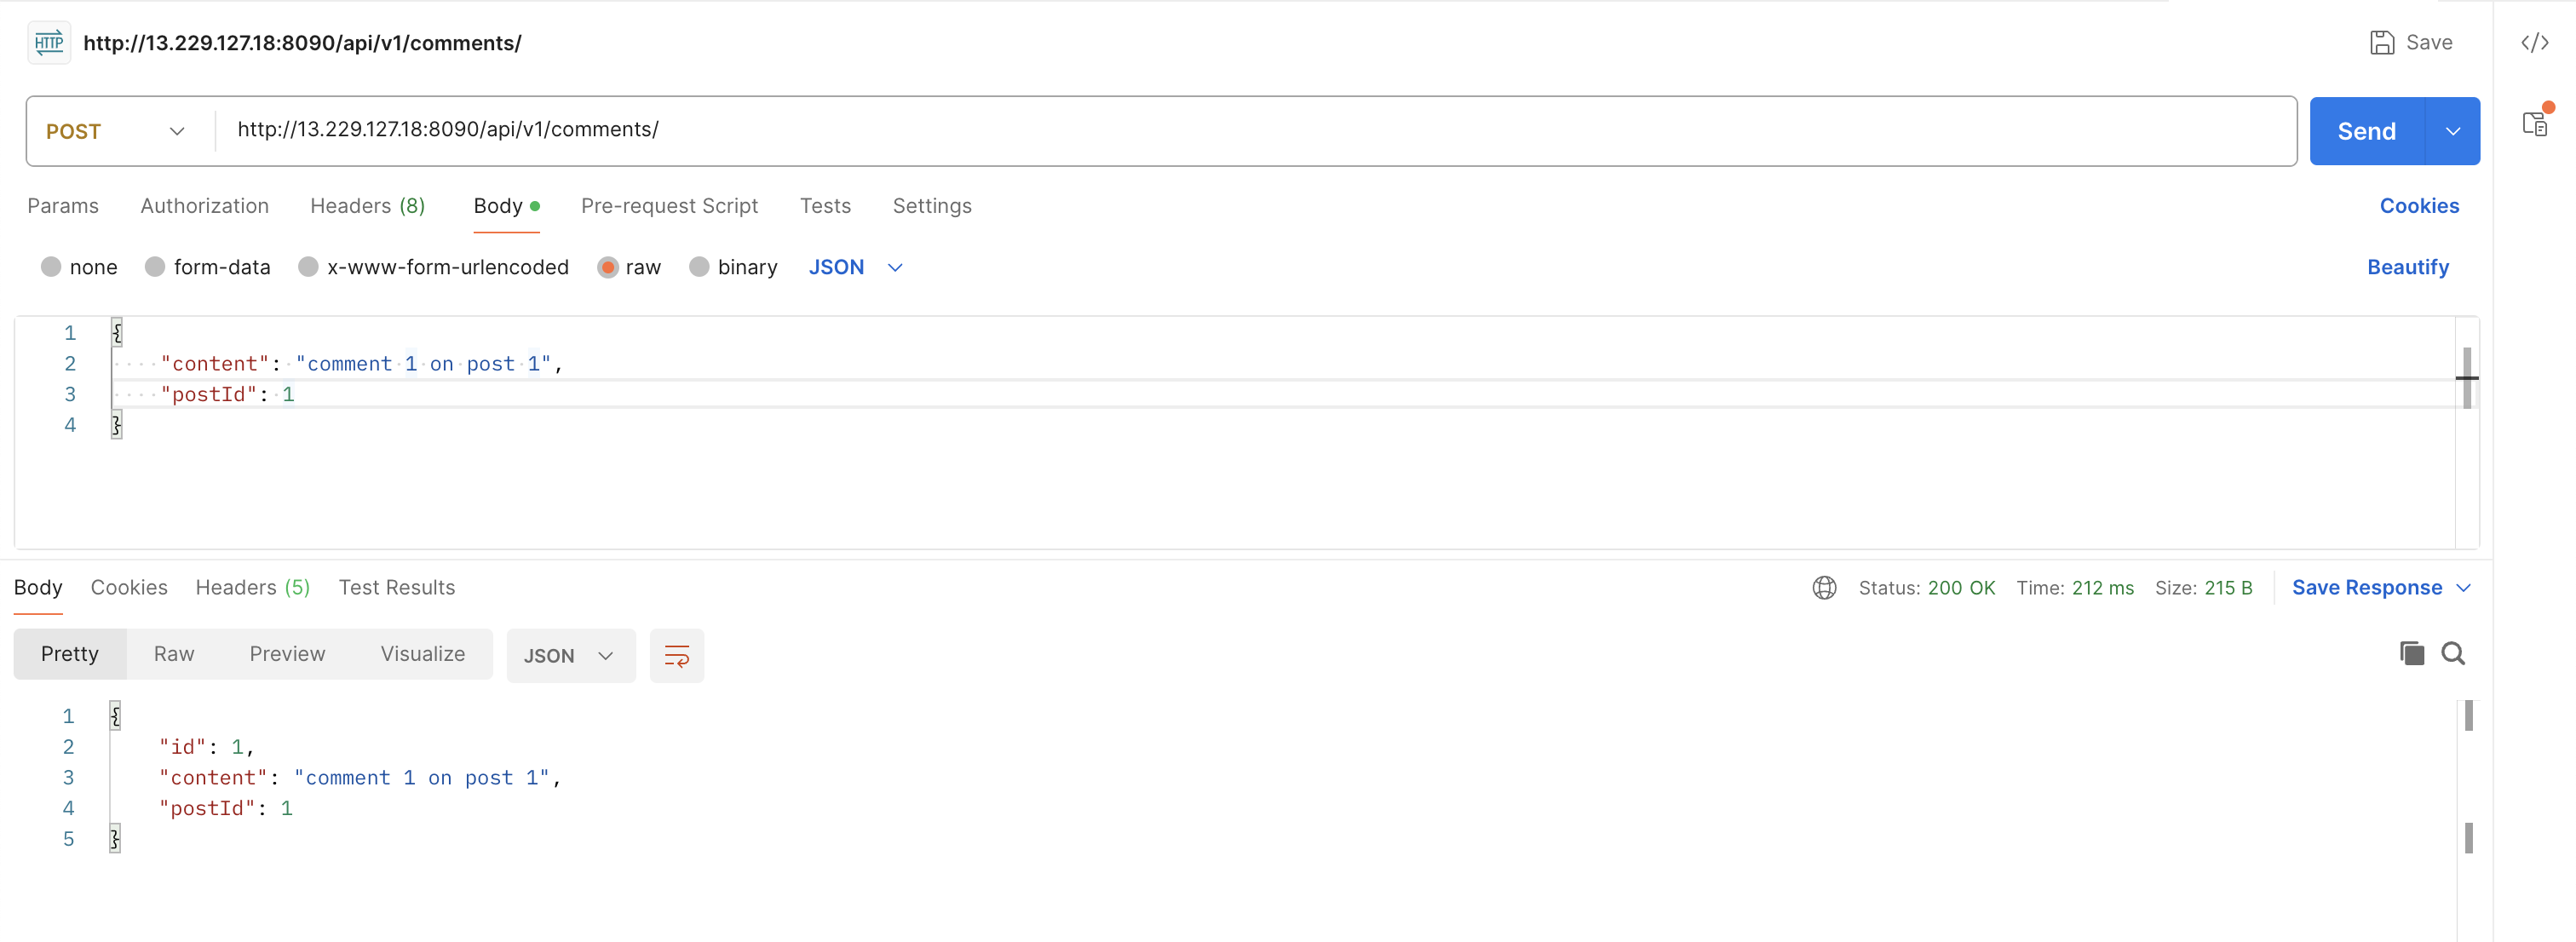 HTTP http://13.229.127.18:8090/api/v1/comments/ Save
POST http://13.229.127.18:8090/api/v1/comments/ Send
Params Authorization Headers (8) Body Pre-request Script Tests Settings Cookies
none form-data x-www-form-urlencoded raw binary JSON Beautify
1 {
2 "content": "comment 1 on post 1",
3 "postId": 1
4 }
Body Cookies Headers (5) Test Results Status: 200 OK Time: 212 ms Size: 215 B Save Response
Pretty Raw Preview Visualize JSON
1 {
2 "id": 1,
3 "content": "comment 1 on post 1",
4 "postId": 1
5 }